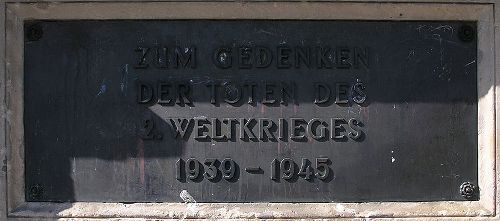 ZUM GEDENKEN
DER TOTEN DES
2. WELTKRIEGES
1939 – 1945